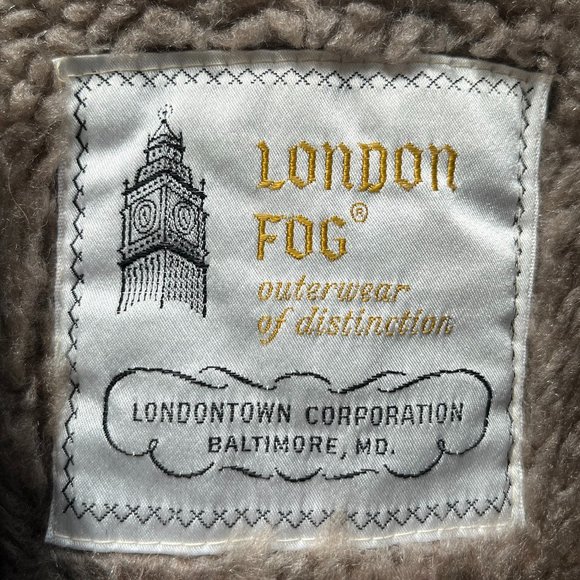 LONDON
FOG®
outerwear
of distinction
LONDONTOWN CORPORATION
BALTIMORE, MD.